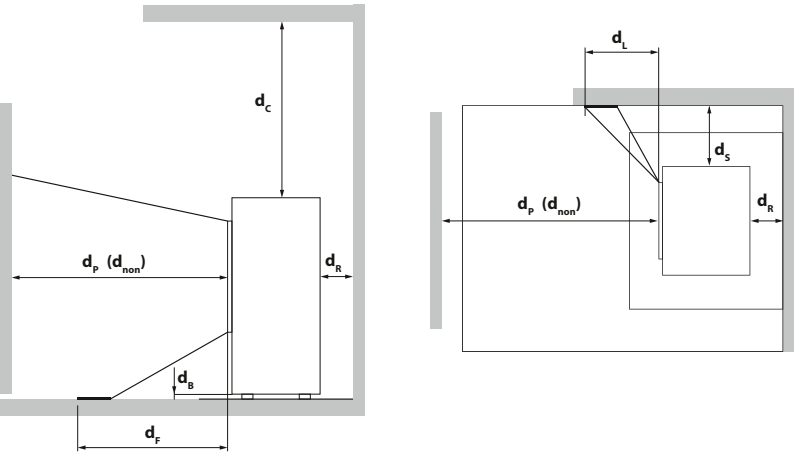 d_C
d_P (d_non)
d_R
d_B
d_F
d_L
d_S
d_P (d_non)
d_R